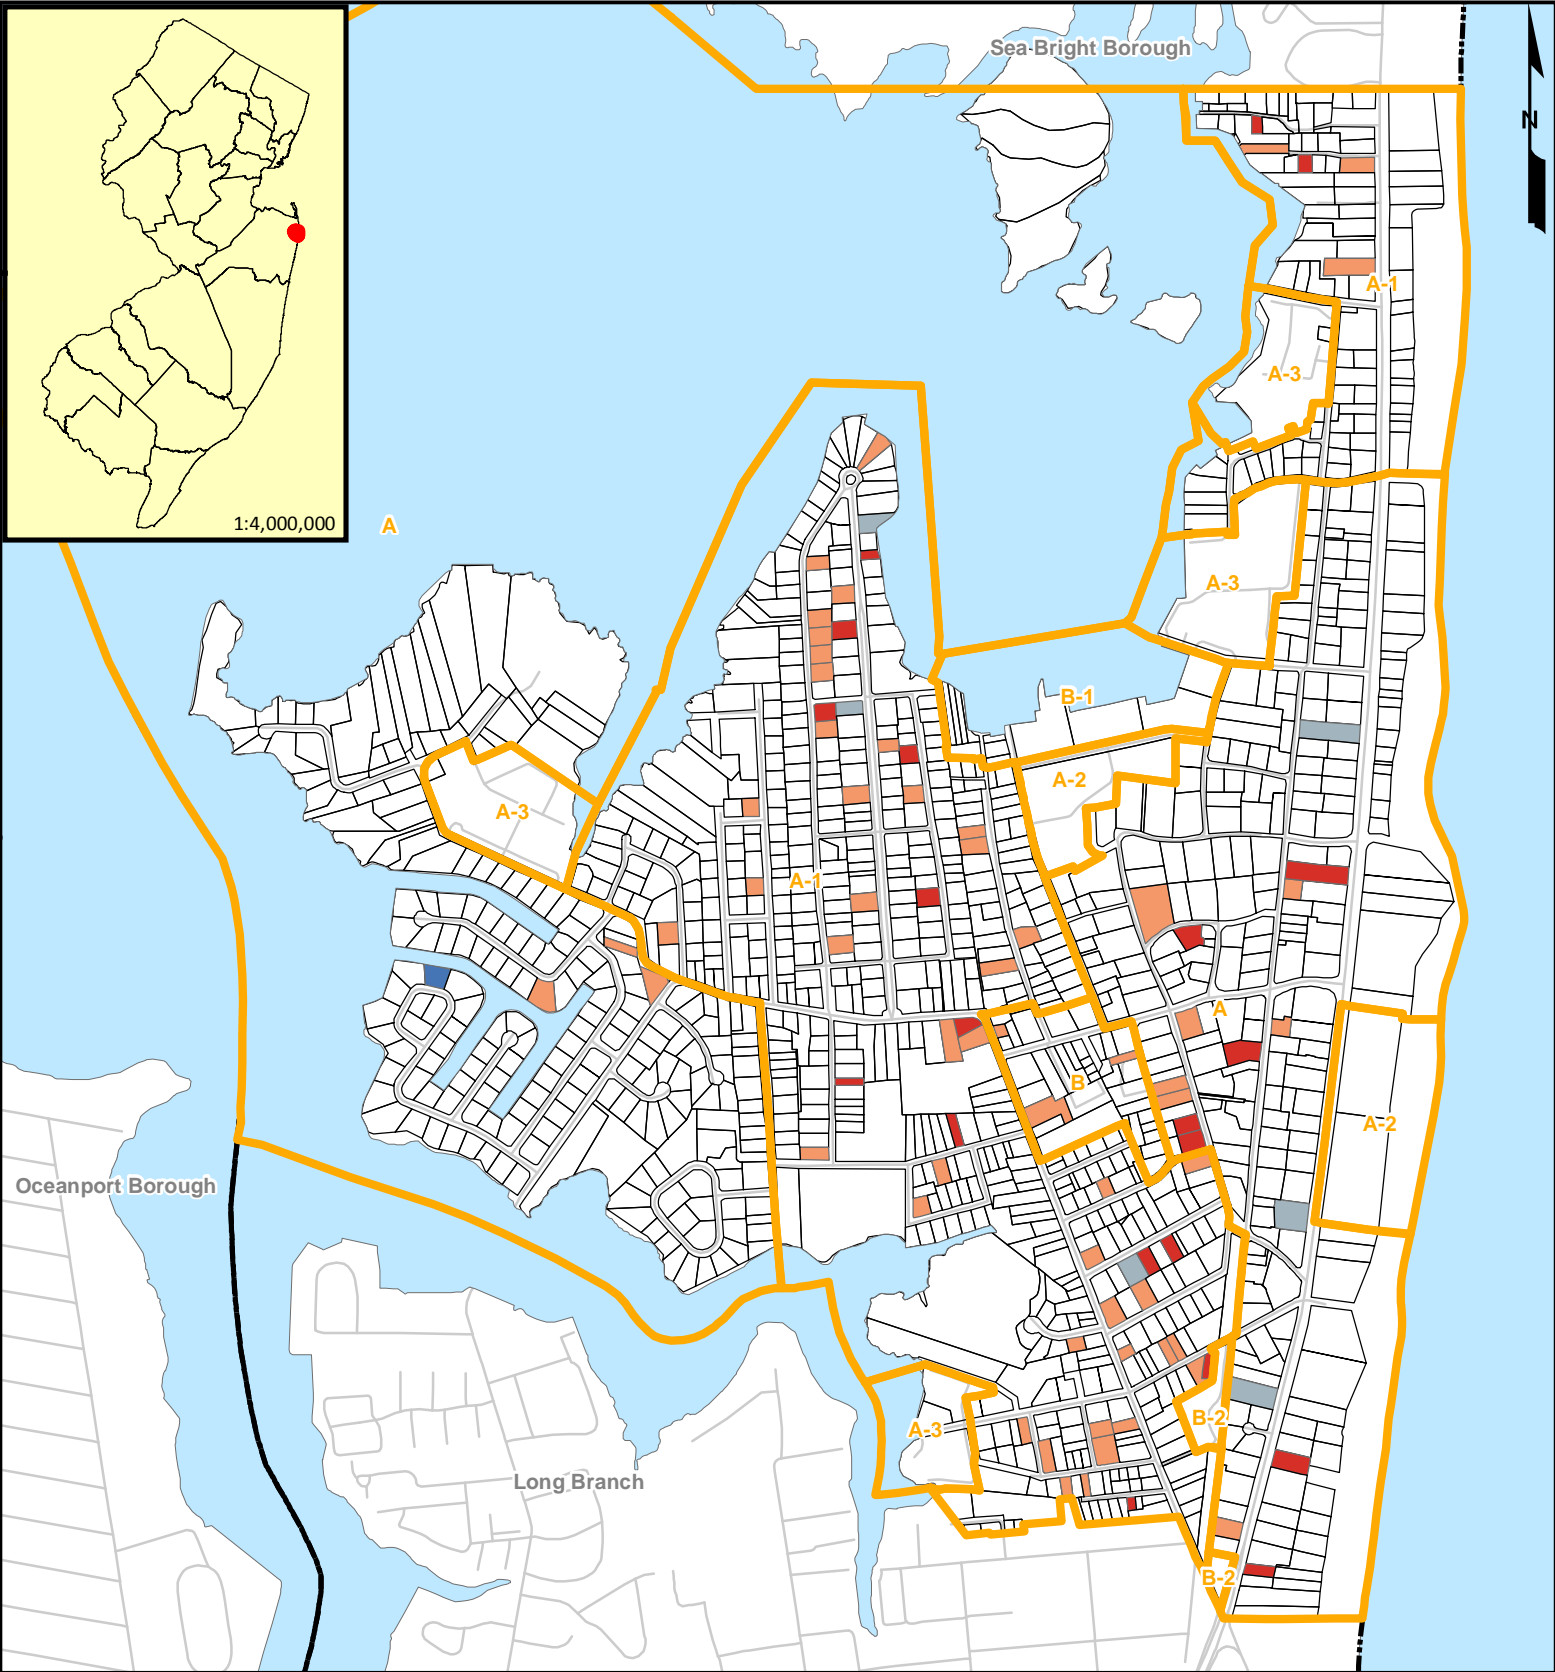 Sea Bright Borough
N
A-1
A-3
1:4,000,000
A
A-3
B-1
A-2
A-3
A-1
A
B
A-2
Oceanport Borough
B-2
A-3
Long Branch
B-2